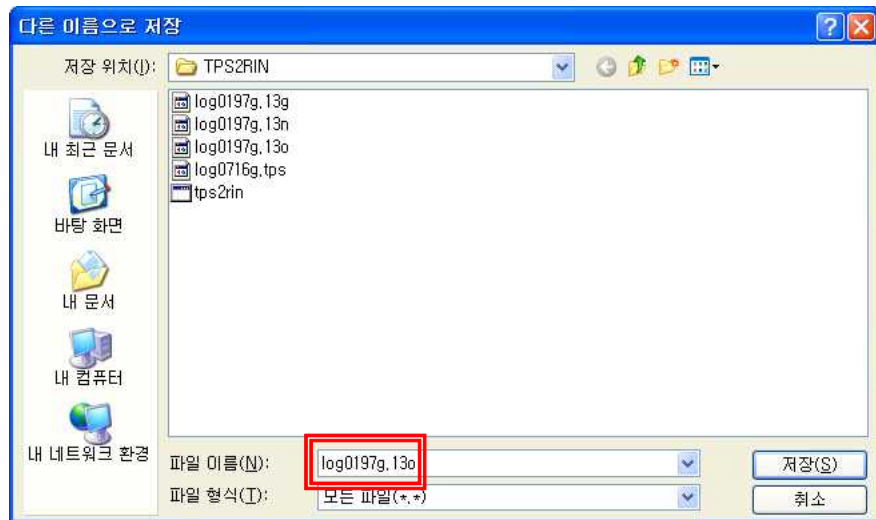 다른 이름으로 저장
저장 위치(I): TPS2RIN
log0197g.13g
log0197g.13n
log0197g.13o
log0716g.tps
tps2rin
내 최근 문서
바탕 화면
내 문서
내 컴퓨터
내 네트워크 환경
파일 이름(N): log0197g.13o 저장(S)
파일 형식(T): 모든 파일(*.*) 취소